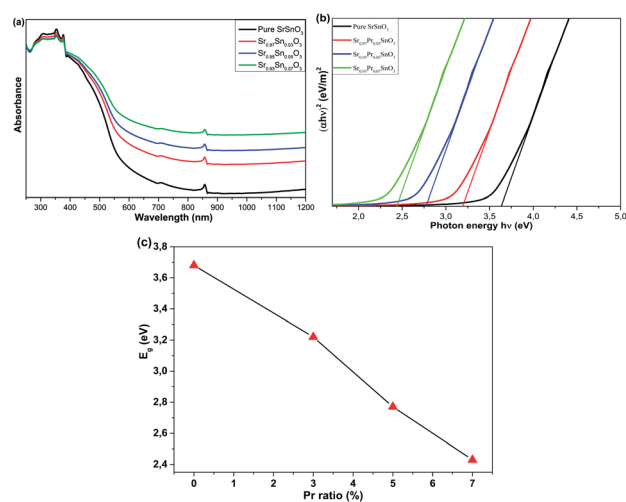 (a)
Pure SrSnO3
Sr0.97Sn0.03O3
Sr0.95Sn0.05O3
Sr0.93Sn0.07O3
Absorbance
300 400 500 600 700 800 900 1000 1100 1200
Wavelength (nm)
(b)
Pure SrSnO3
Sr0.97Pr0.03SnO3
Sr0.95Pr0.05SnO3
(αhν)2 (eV/m)2
2,0 2,5 3,0 3,5 4,0 4,5 5,0
Photon energy hν (eV)
(c)
3,8
3,6
3,4
3,2
3,0
2,8
2,6
2,4
Eg (eV)
0 1 2 3 4 5 6 7
Pr ratio (%)